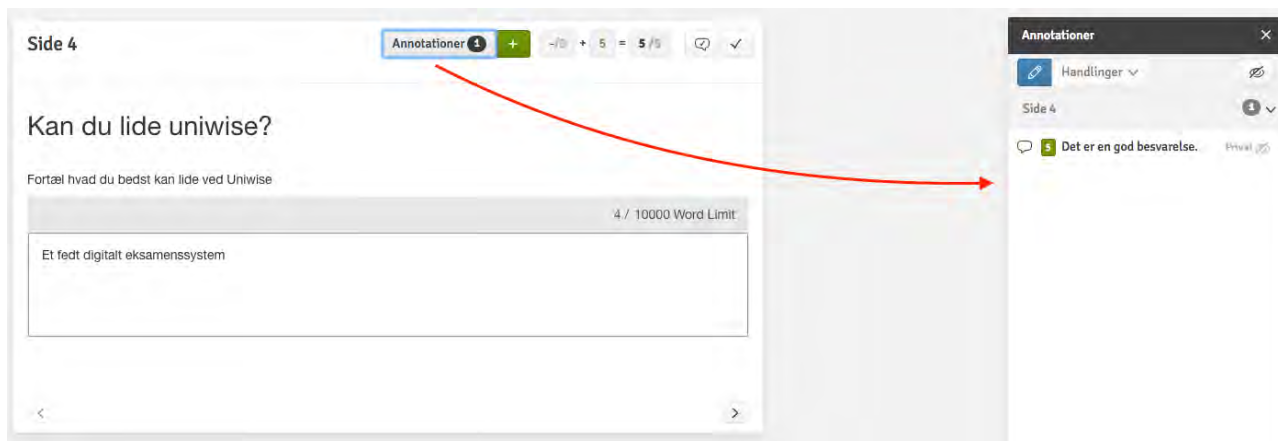 Side 4
Annotationer 1 + -/0 + 5 = 5/5
Kan du lide uniwise?
Fortæl hvad du bedst kan lide ved Uniwise
4 / 10000 Word Limit
Et fedt digitalt eksamenssystem
Annotationer
Handlinger
Side 4 1
5 Det er en god besvarelse. Privat